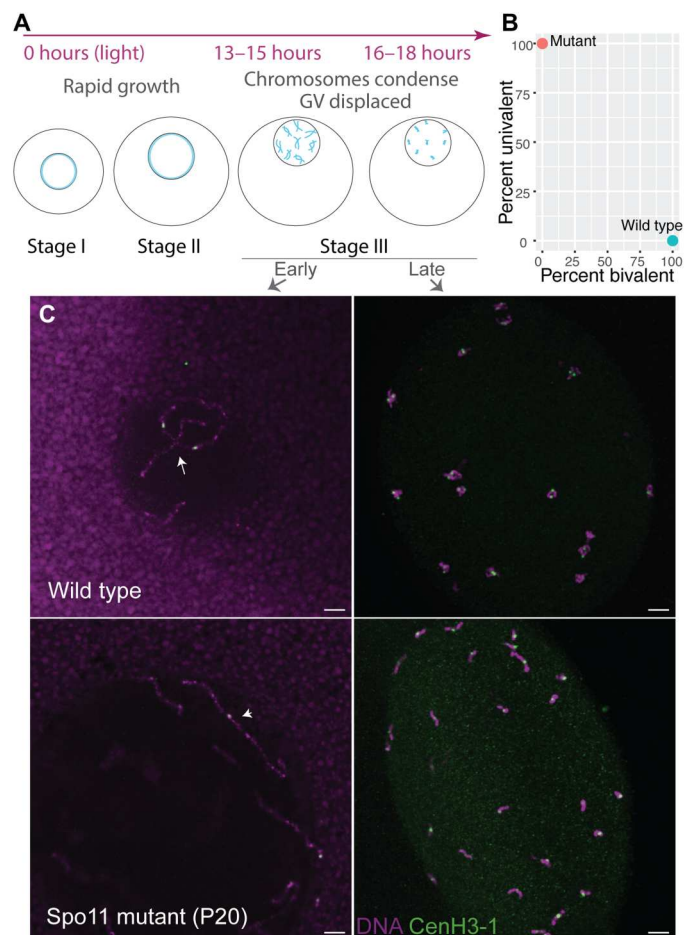 A
0 hours (light)
13–15 hours
16–18 hours
Rapid growth
Chromosomes condense
GV displaced
Stage I
Stage II
Stage III
Early
Late
B
100
75
50
25
0
Percent univalent
Mutant
Wild type
0
25
50
75
100
Percent bivalent
C
Wild type
Spo11 mutant (P20)
DNA CenH3-1